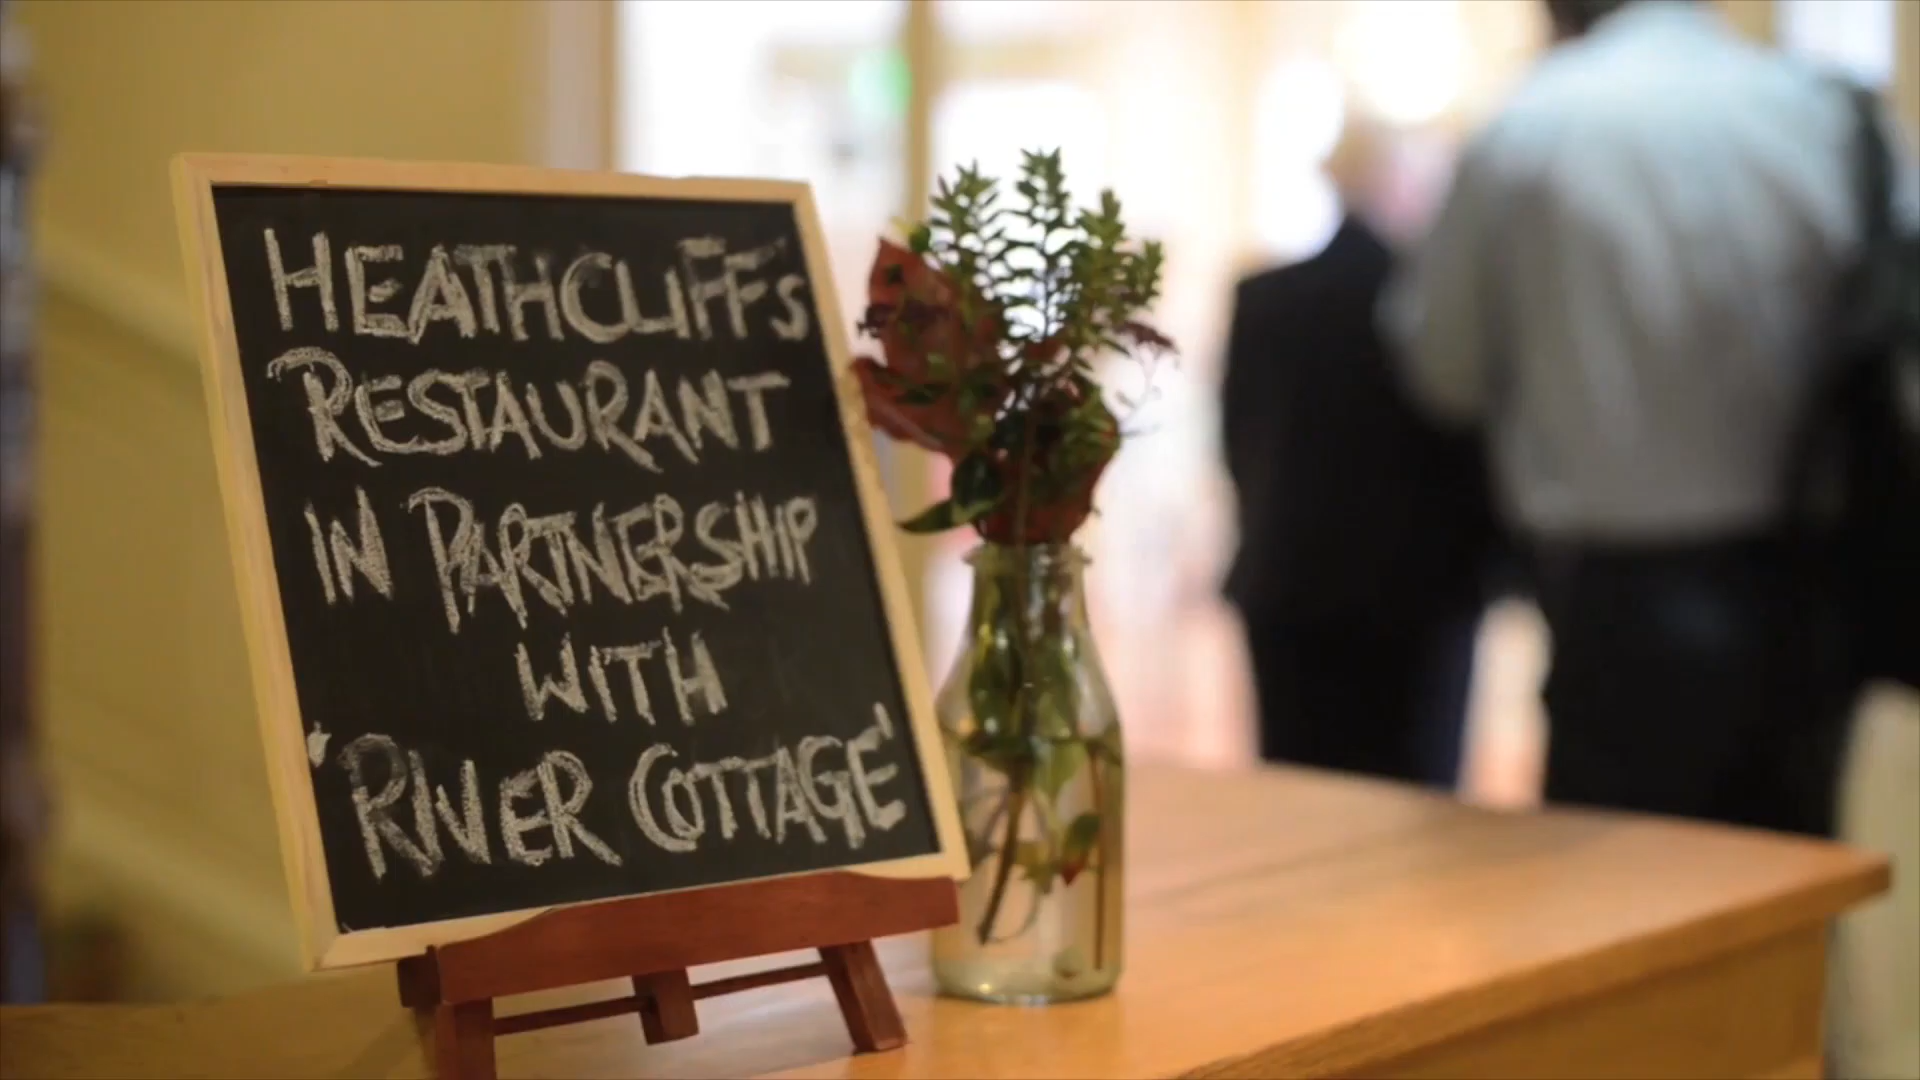 HEATHCLIFFs
RESTAURANT
IN PARTNERSHIP
WITH
'RIVER COTTAGE'